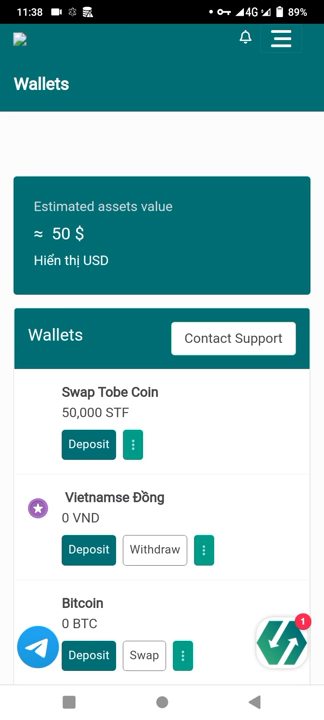 11:38
4G
89%
Wallets
Estimated assets value
≈ 50 $
Hiển thị USD
Wallets
Contact Support
Swap Tobe Coin
50,000 STF
Deposit
Vietnamse Đồng
0 VND
Deposit
Withdraw
Bitcoin
0 BTC
Deposit
Swap
1